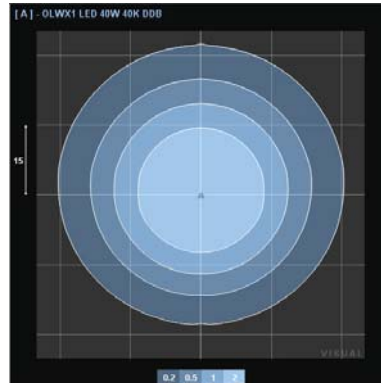 [ A ] - OLWX1 LED 40W 40K DDB
15
A
VISUAL
0.2 0.5 1 2